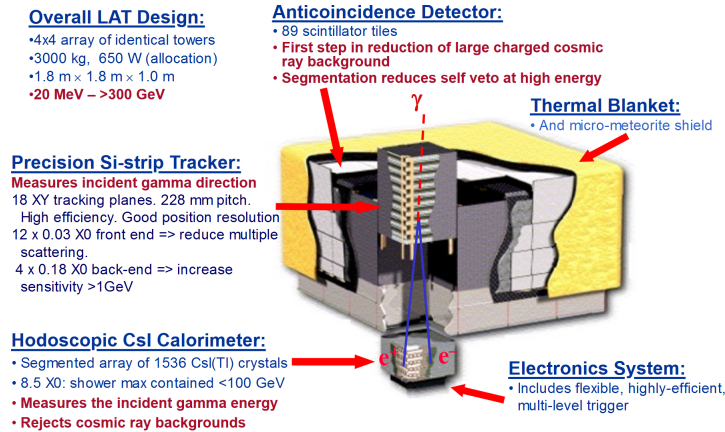 Overall LAT Design:
•4x4 array of identical towers
•3000 kg, 650 W (allocation)
•1.8 m × 1.8 m × 1.0 m
•20 MeV – >300 GeV
Anticoincidence Detector:
• 89 scintillator tiles
• First step in reduction of large charged cosmic
ray background
• Segmentation reduces self veto at high energy
γ
Thermal Blanket:
• And micro-meteorite shield
Precision Si-strip Tracker:
Measures incident gamma direction
18 XY tracking planes. 228 mm pitch.
High efficiency. Good position resolution
12 x 0.03 X0 front end => reduce multiple
scattering.
4 x 0.18 X0 back-end => increase
sensitivity >1GeV
Hodoscopic CsI Calorimeter:
• Segmented array of 1536 CsI(Tl) crystals
• 8.5 X0: shower max contained <100 GeV
• Measures the incident gamma energy
• Rejects cosmic ray backgrounds
e⁺ e⁻
Electronics System:
• Includes flexible, highly-efficient,
multi-level trigger